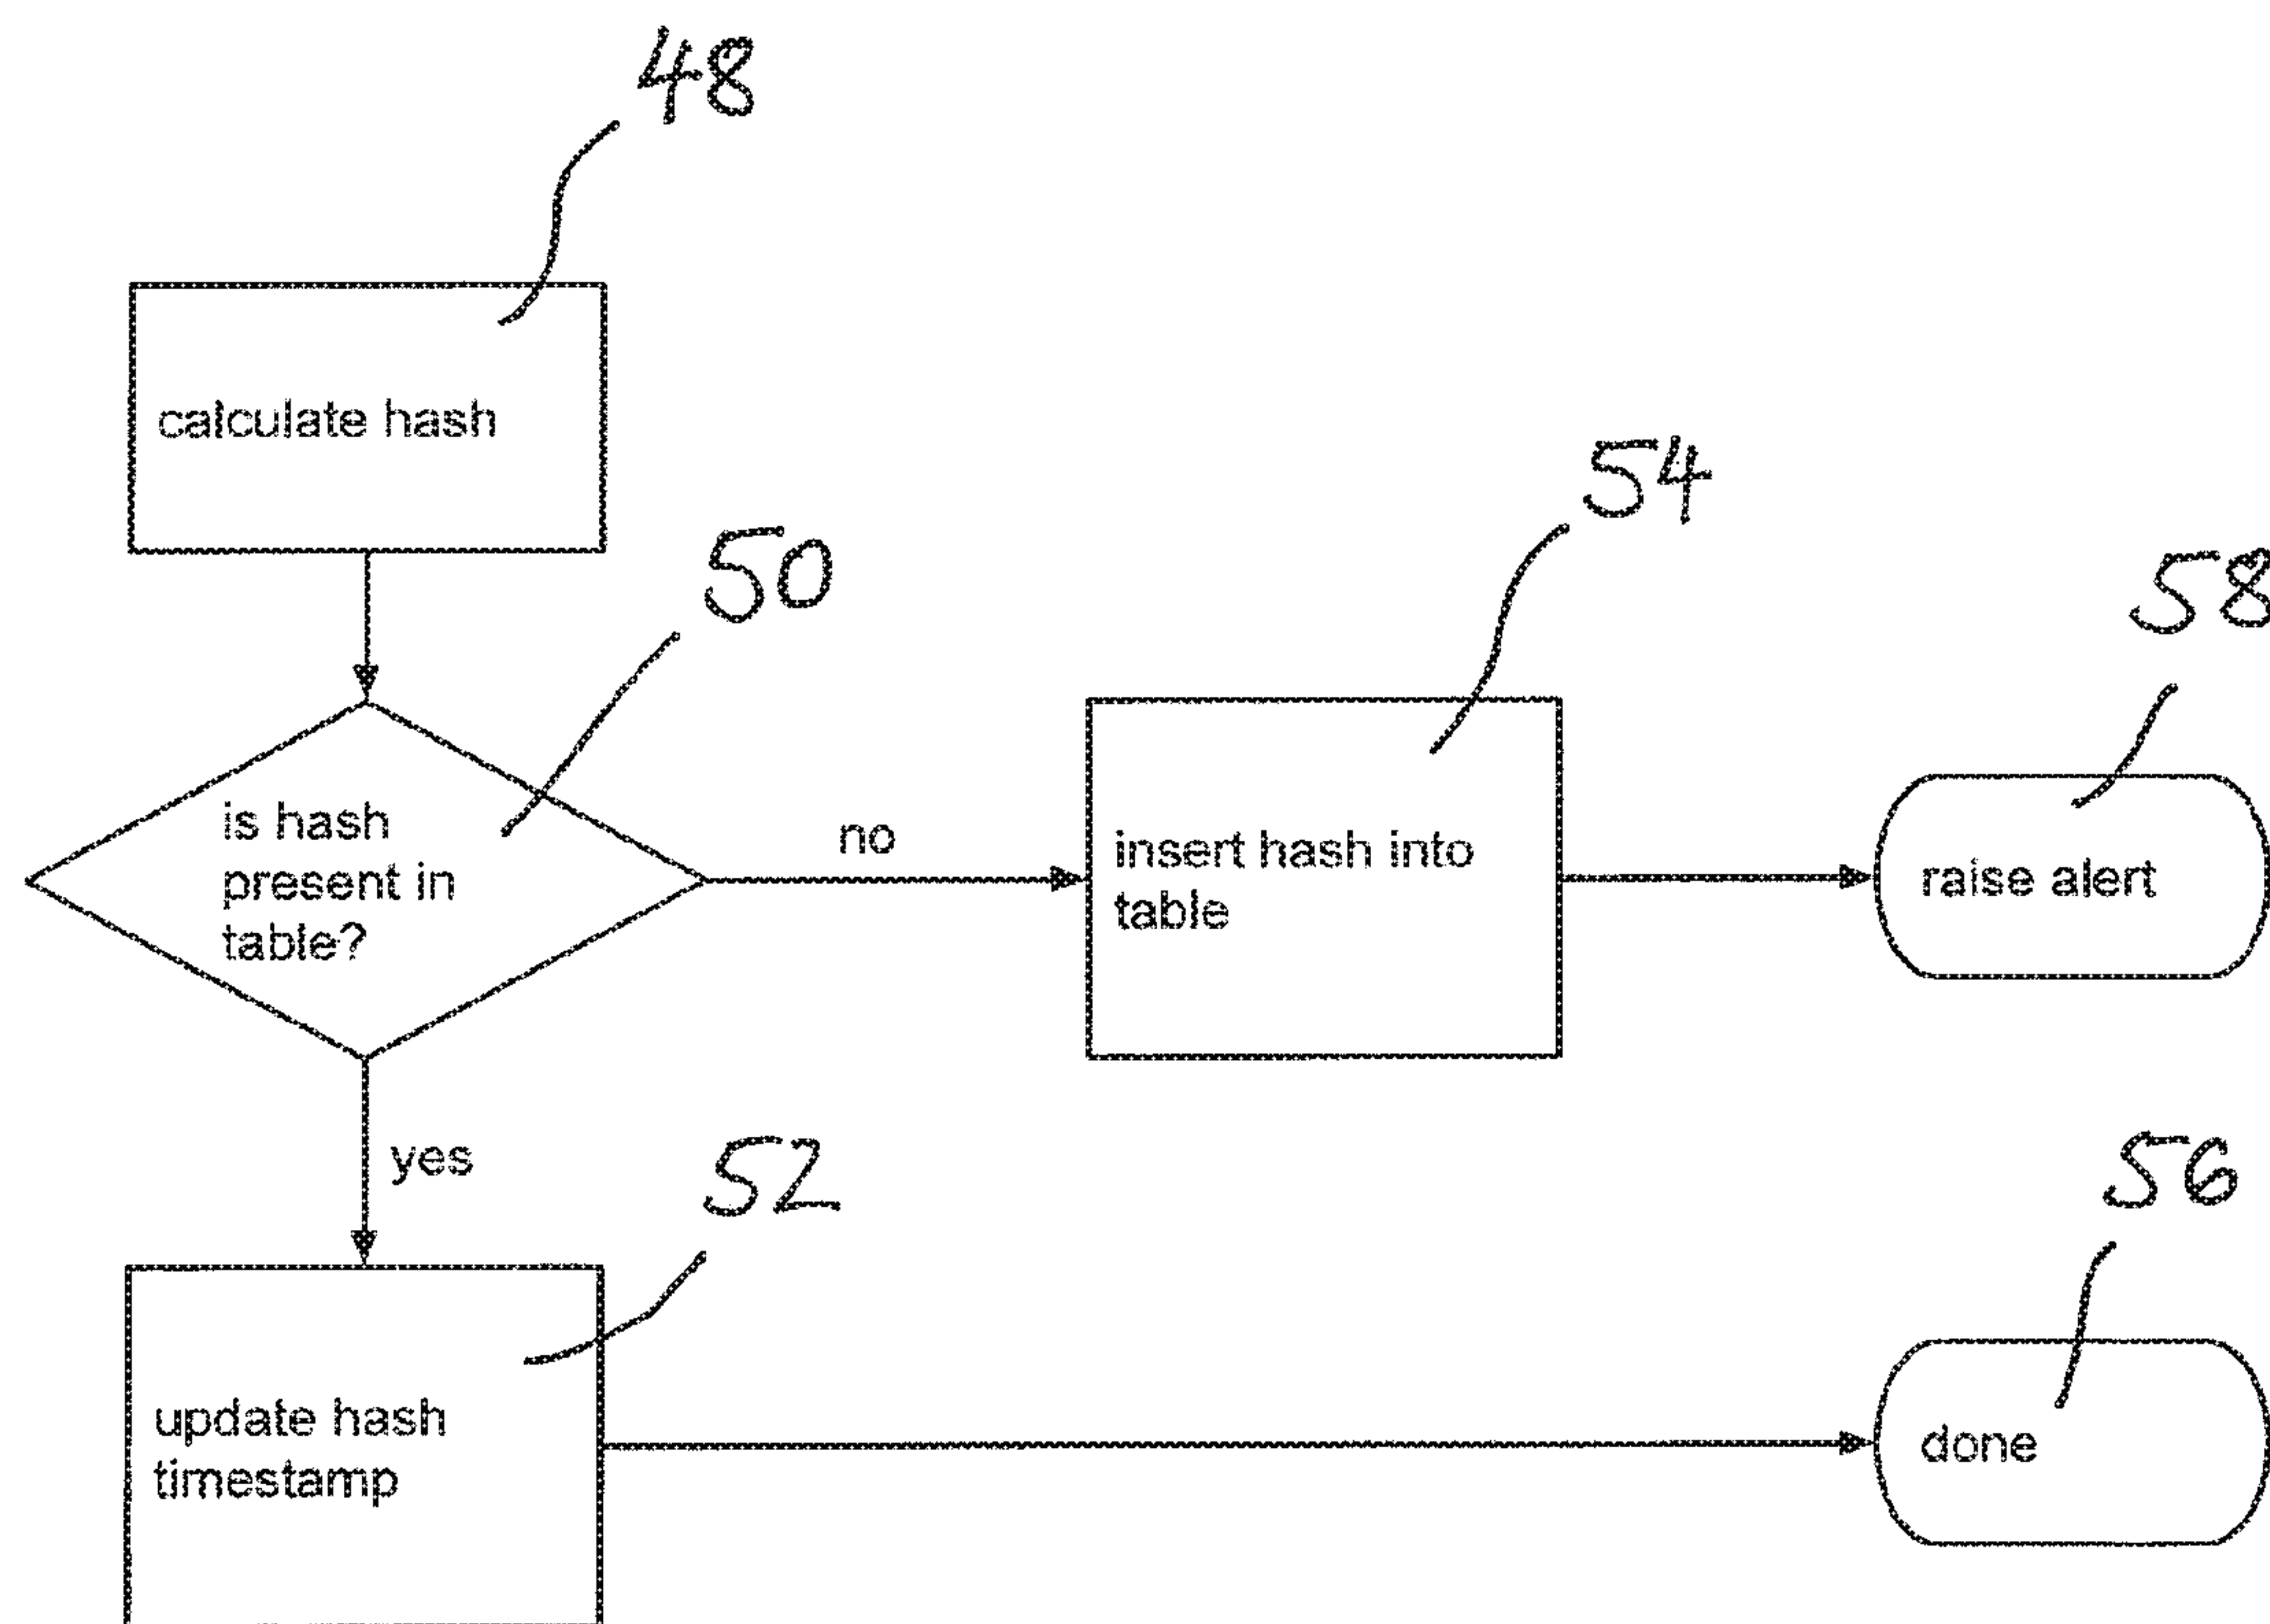 48
calculate hash
50
54
58
is hash
present in
table?
no
insert hash into
table
raise alert
yes
52
56
update hash
timestamp
done